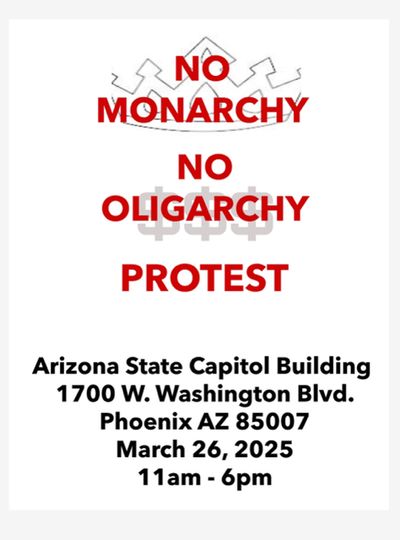 NO
MONARCHY
NO
$$$
OLIGARCHY
PROTEST
Arizona State Capitol Building
1700 W. Washington Blvd.
Phoenix AZ 85007
March 26, 2025
11am - 6pm